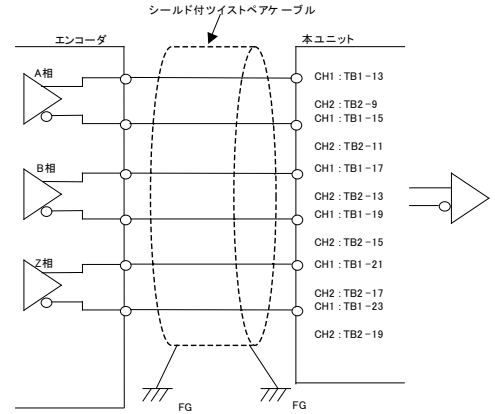 シールド付ツイストペアケーブル
エンコーダ
本ユニット
A相
CH1：TB1-13
CH2：TB2-9
CH1：TB1-15
CH2：TB2-11
B相
CH1：TB1-17
CH2：TB2-13
CH1：TB1-19
CH2：TB2-15
Z相
CH1：TB1-21
CH2：TB2-17
CH1：TB1-23
CH2：TB2-19
FG
FG